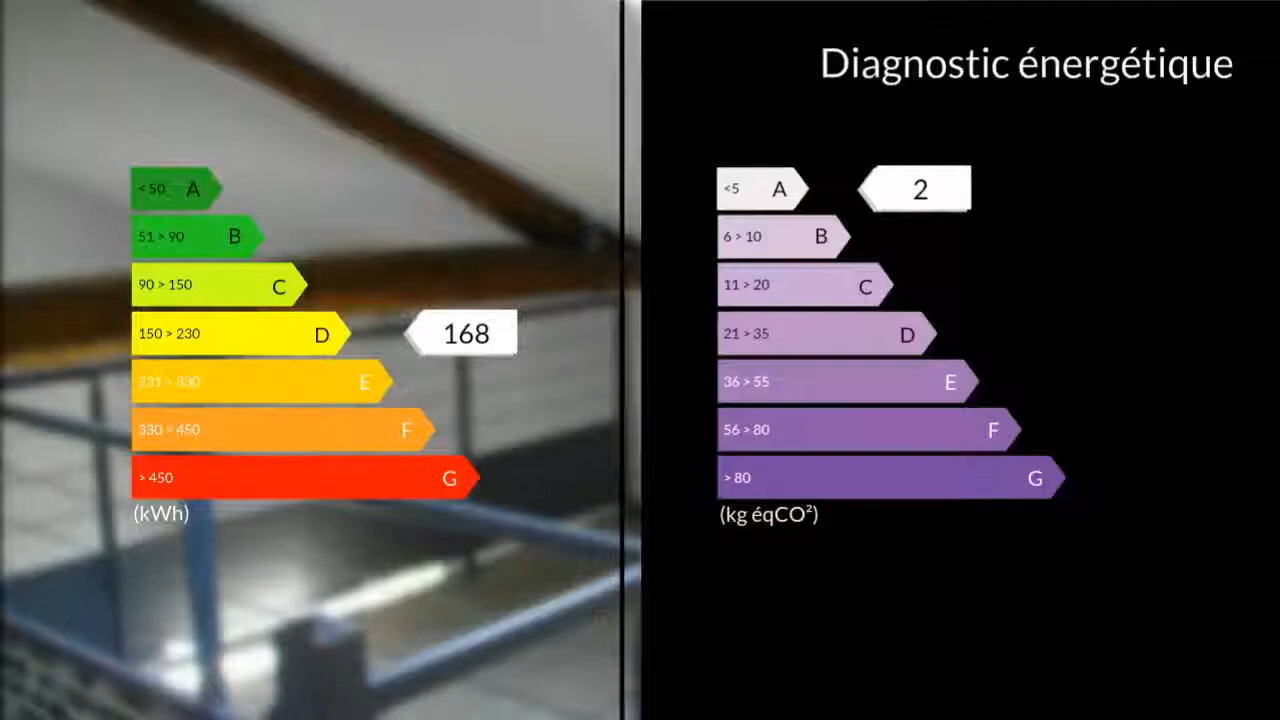 Diagnostic énergétique
<50 A
51 > 90 B
90 > 150 C
150 > 230 D
168
231 > 330 E
330 > 450 F
> 450 G
(kWh)
<5 A
2
6 > 10 B
11 > 20 C
21 > 35 D
36 > 55 E
56 > 80 F
> 80 G
(kg éqCO²)